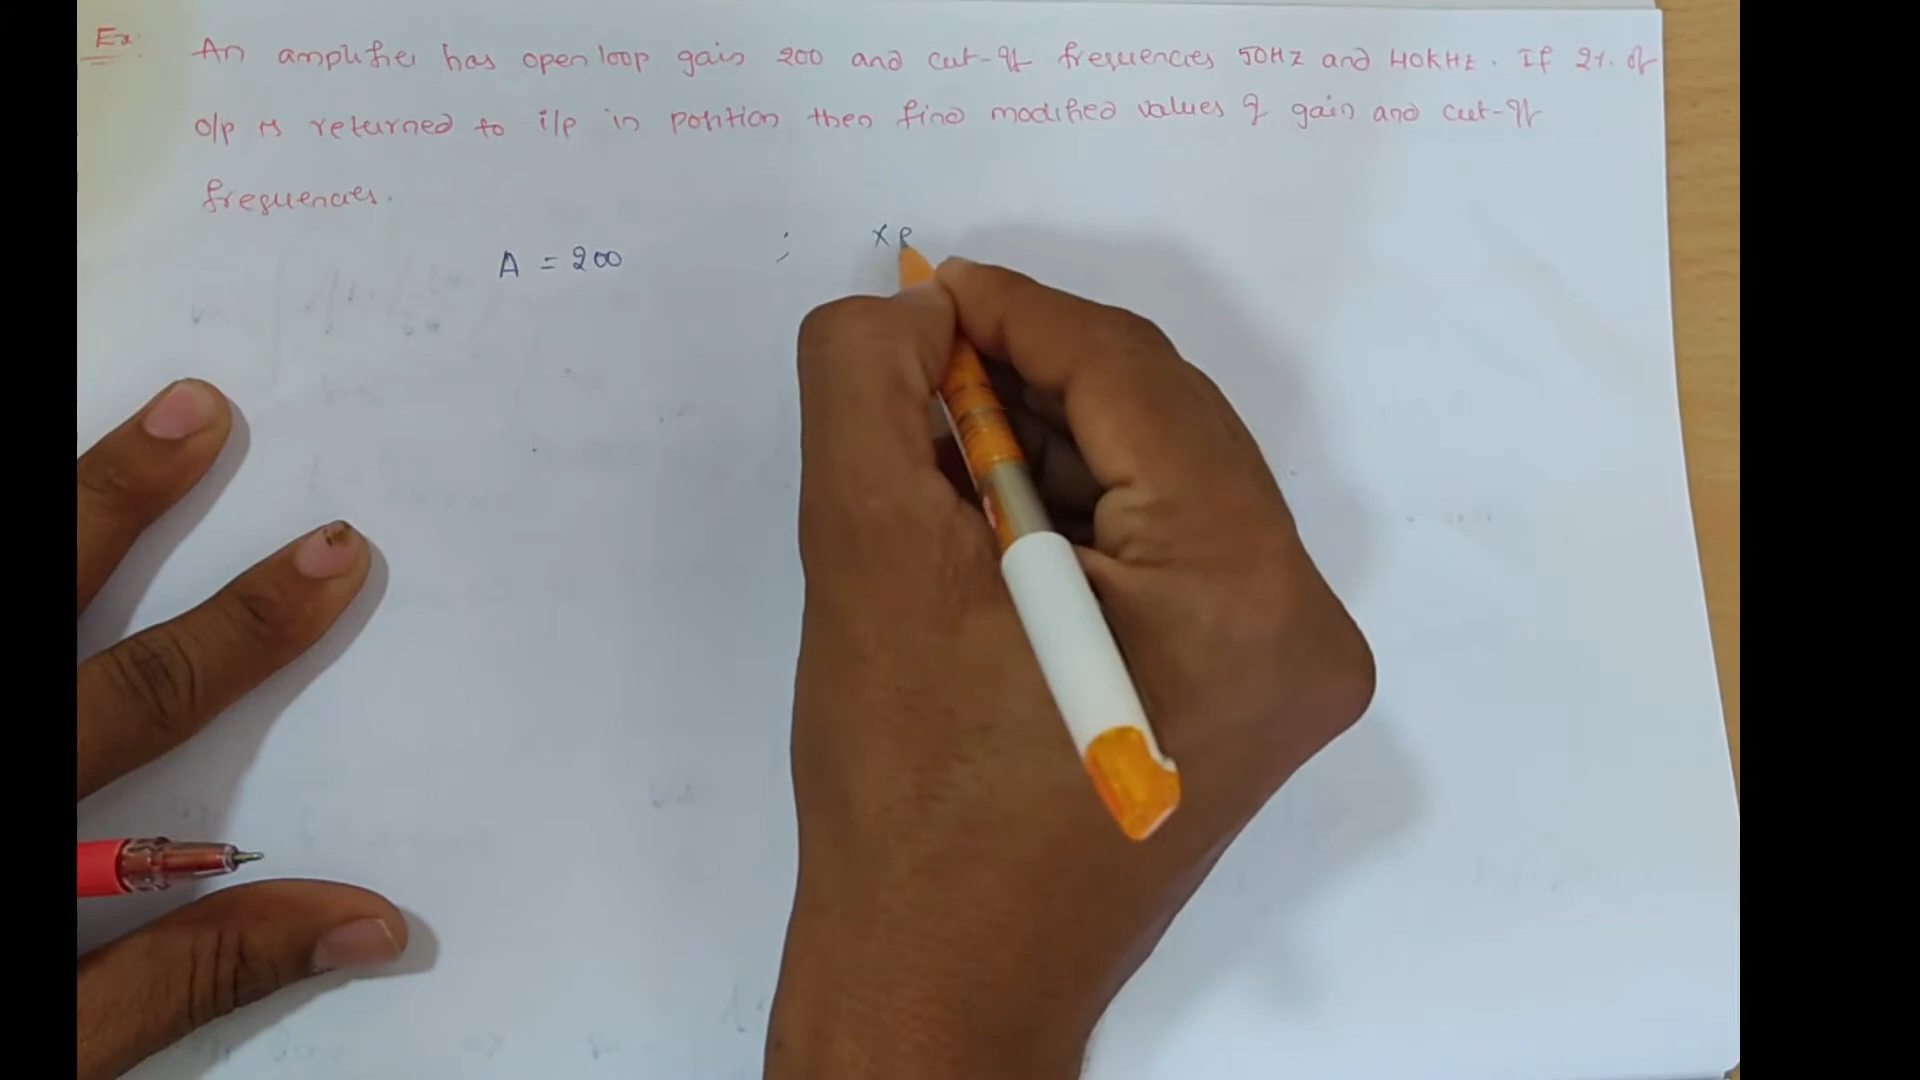 Ex:
An amplifier has open loop gain 200 and cut-off frequencies 50Hz and 40KHz. If 2% of
o/p is returned to i/p in portion then find modified values of gain and cut-off
frequencies.
A = 200 ; x